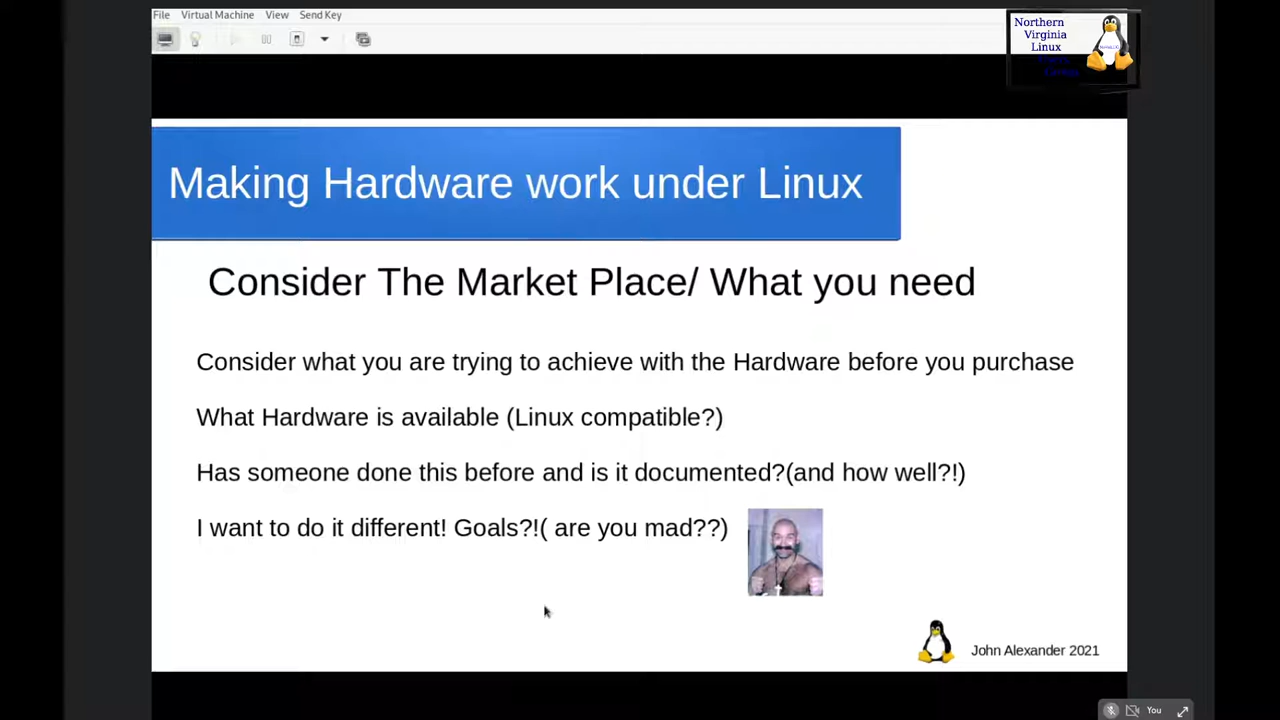 File Virtual Machine View Send Key
Northern
Virginia
Linux
Users
Group
Making Hardware work under Linux
Consider The Market Place/ What you need
Consider what you are trying to achieve with the Hardware before you purchase
What Hardware is available (Linux compatible?)
Has someone done this before and is it documented?(and how well?!)
I want to do it different! Goals?!( are you mad??)
John Alexander 2021
You